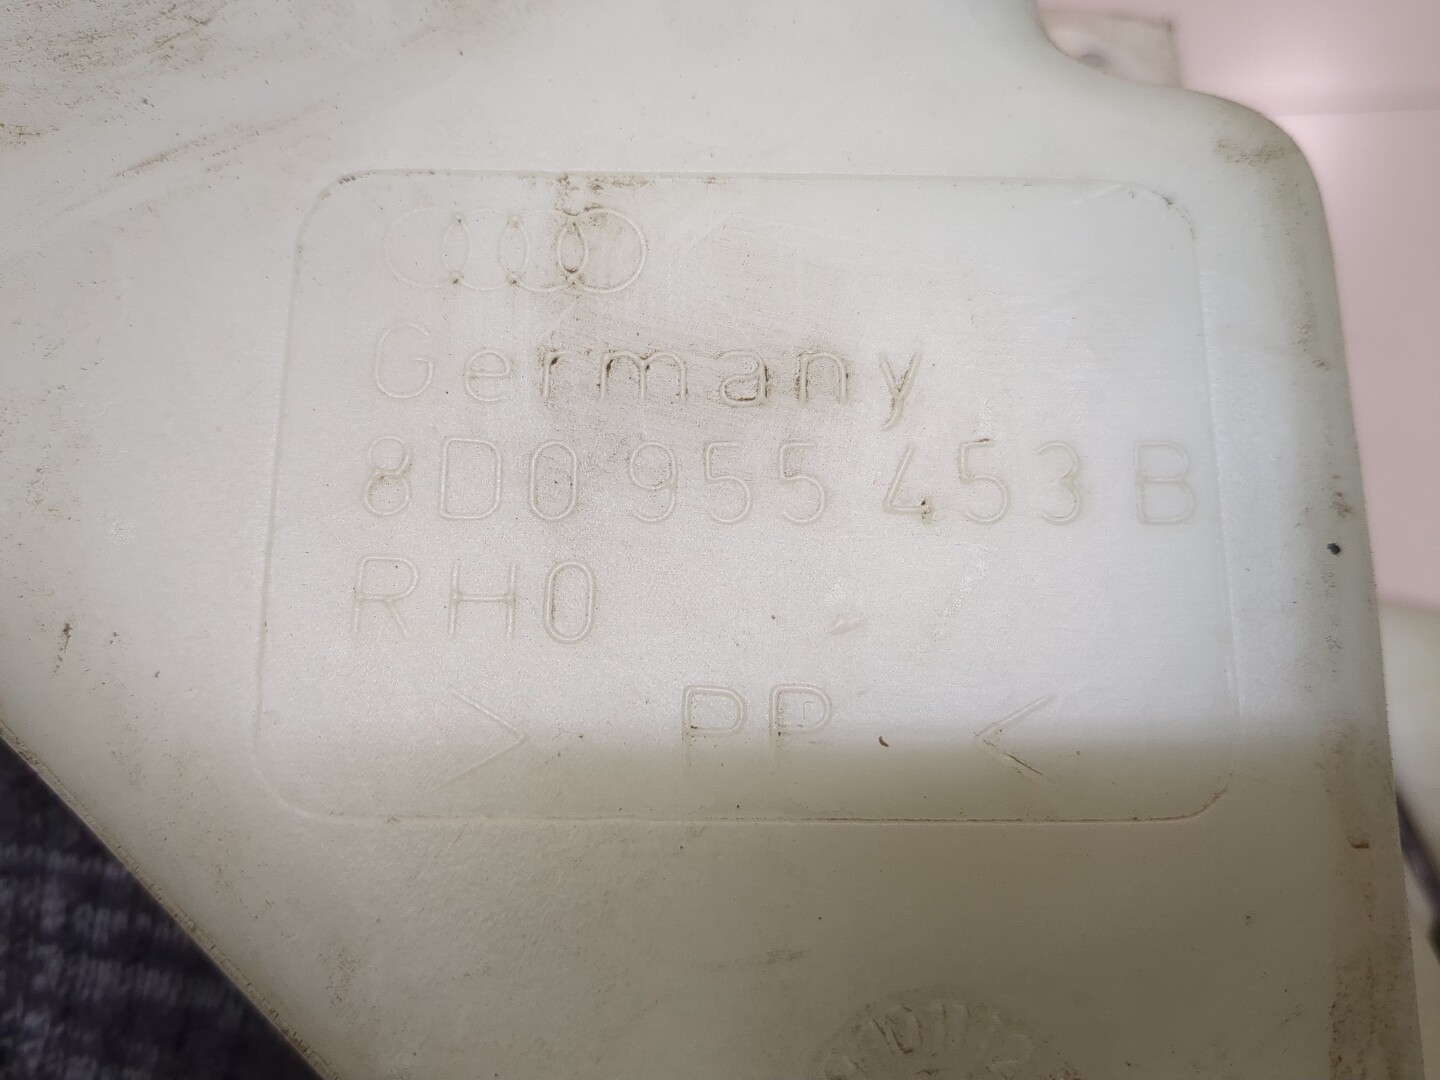 Germany
8D0 955 453 B
RH0
> PP <